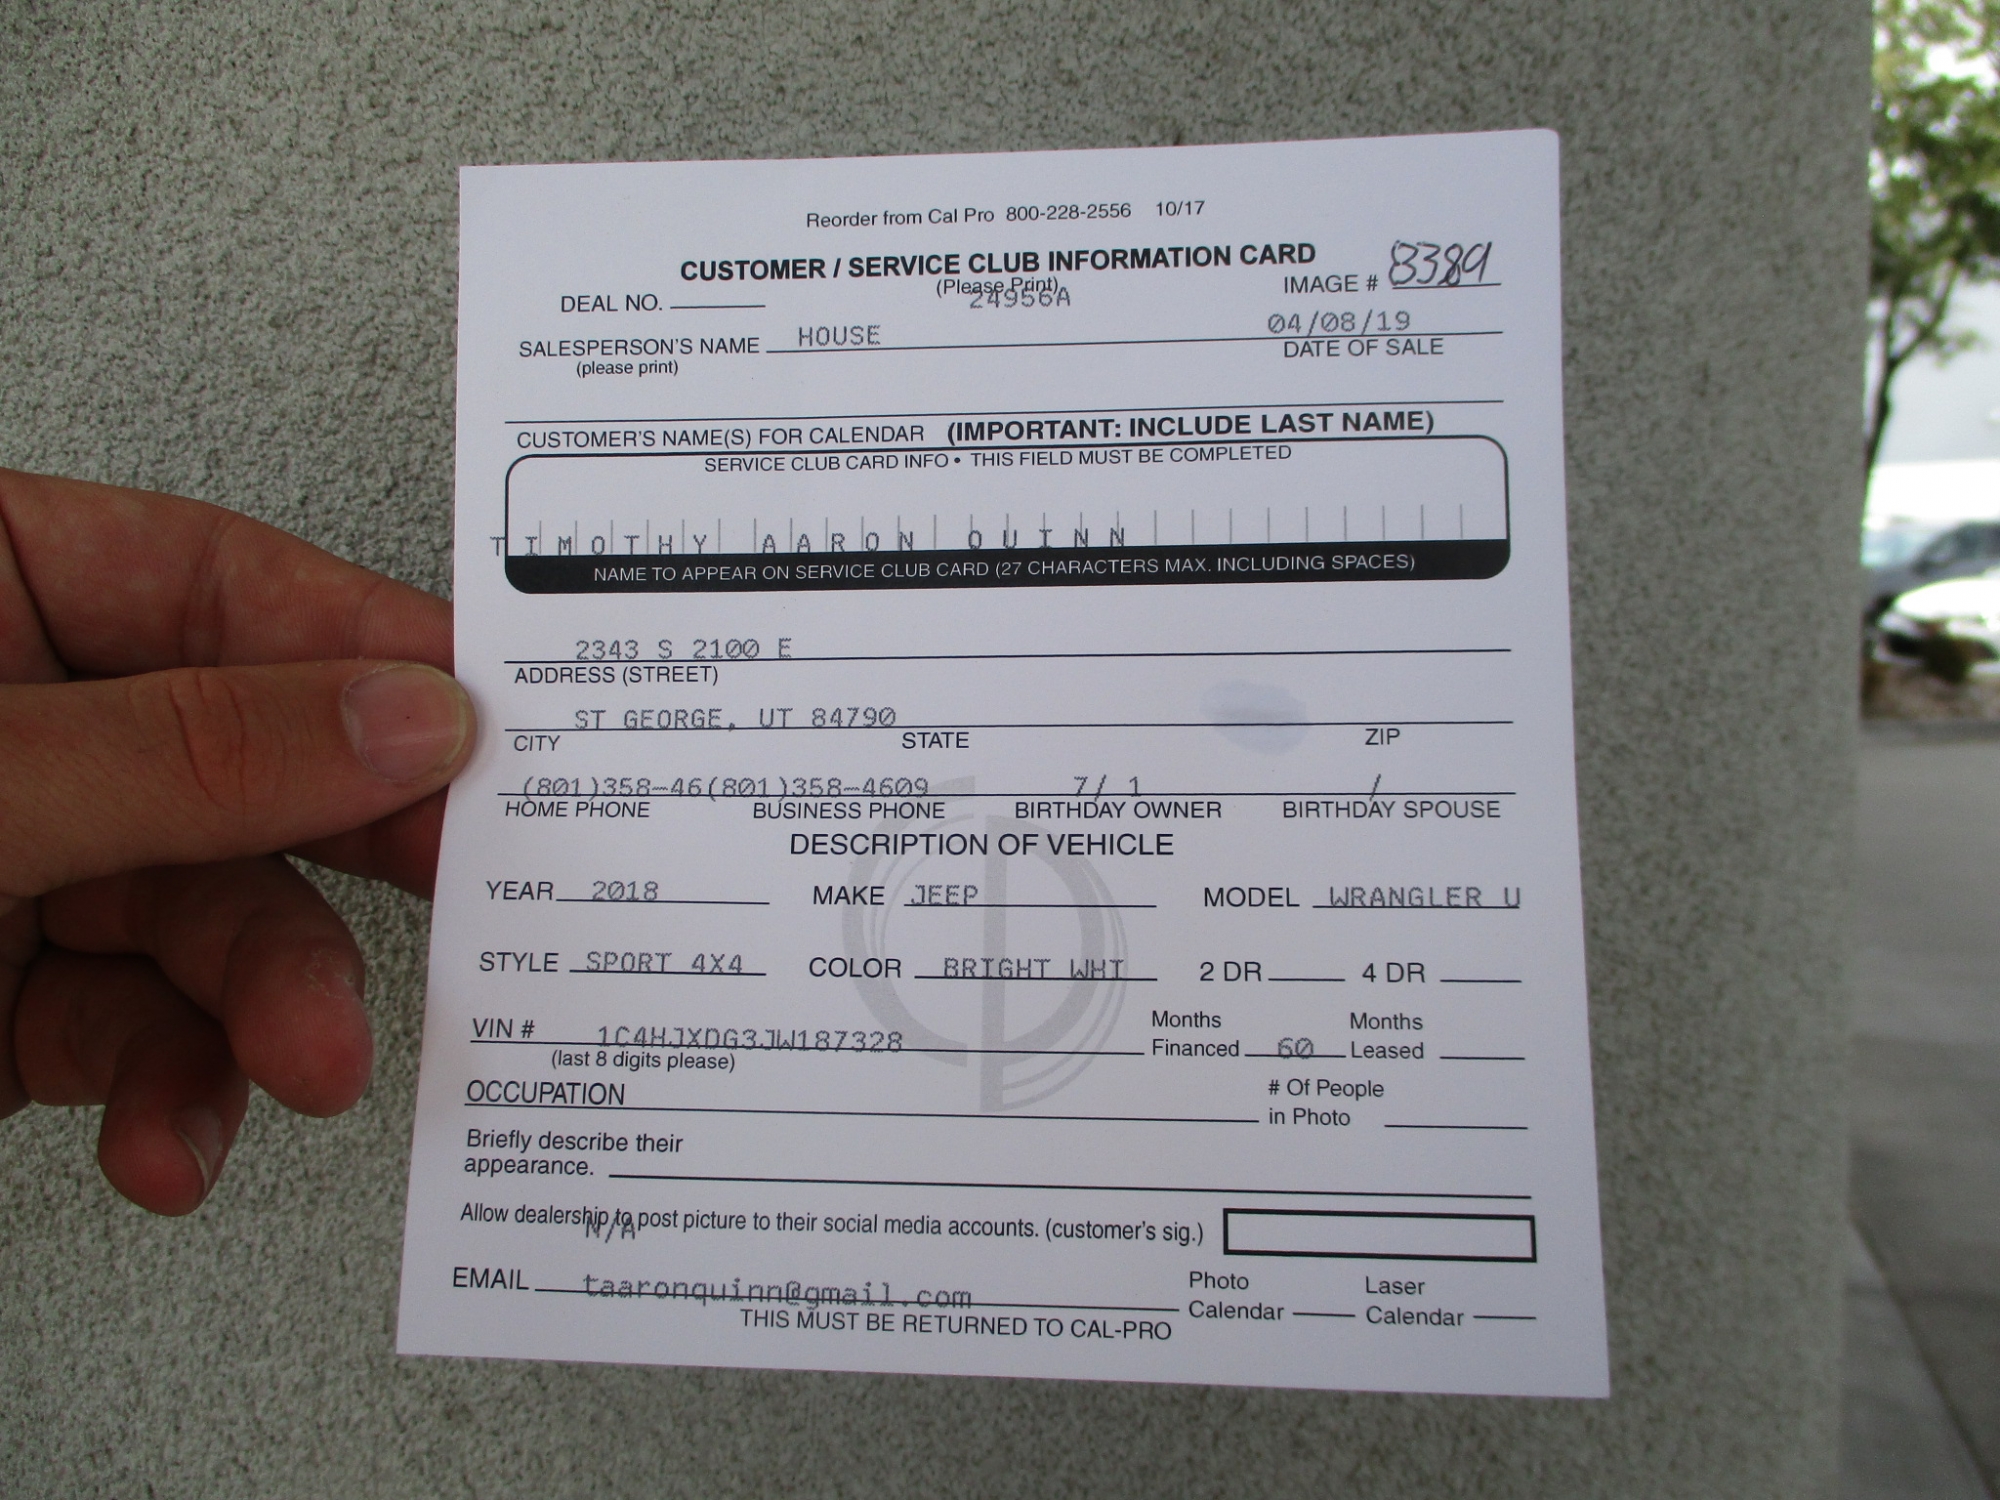 Reorder from Cal Pro 800-228-2556 10/17
CUSTOMER / SERVICE CLUB INFORMATION CARD
(Please Print)
IMAGE # 8389
DEAL NO. 24956A
SALESPERSON'S NAME HOUSE 04/08/19
(please print) DATE OF SALE
CUSTOMER'S NAME(S) FOR CALENDAR (IMPORTANT: INCLUDE LAST NAME)
SERVICE CLUB CARD INFO • THIS FIELD MUST BE COMPLETED
TIMOTHY AARON QUINN
NAME TO APPEAR ON SERVICE CLUB CARD (27 CHARACTERS MAX. INCLUDING SPACES)
2343 S 2100 E
ADDRESS (STREET)
ST GEORGE, UT 84790
CITY STATE ZIP
(801)358-46(801)358-4609 7/ 1 /
HOME PHONE BUSINESS PHONE BIRTHDAY OWNER BIRTHDAY SPOUSE
DESCRIPTION OF VEHICLE
YEAR 2018 MAKE JEEP MODEL WRANGLER U
STYLE SPORT 4X4 COLOR BRIGHT WHI 2 DR 4 DR
VIN # 1C4HJXDG3JW187328 Months Financed 60 Months Leased
(last 8 digits please)
OCCUPATION # Of People in Photo
Briefly describe their
appearance.
Allow dealership to post picture to their social media accounts. (customer's sig.)
N/A
EMAIL taaronquinn@gmail.com Photo Calendar Laser Calendar
THIS MUST BE RETURNED TO CAL-PRO